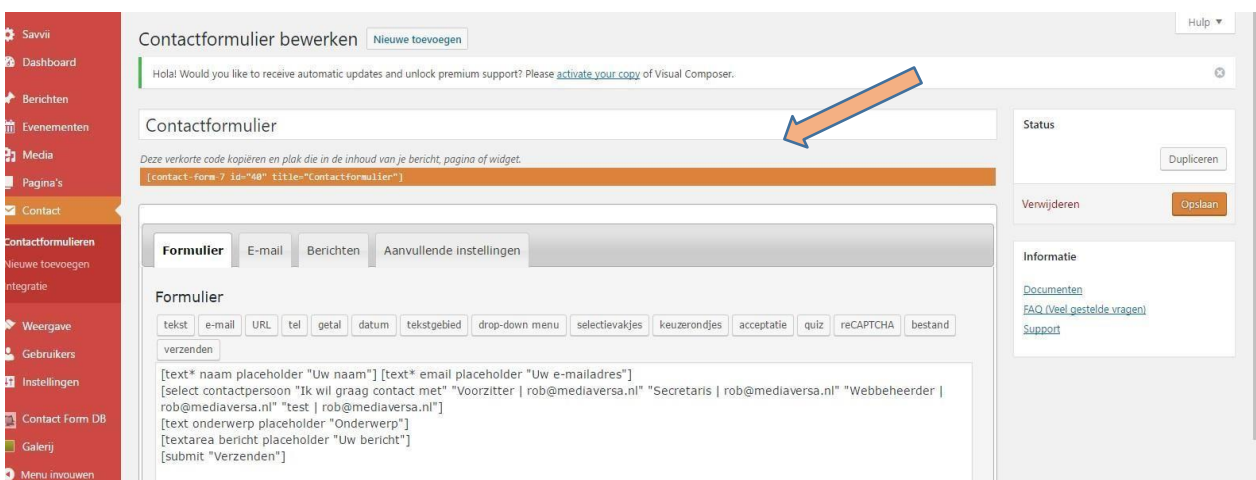 Savvii
Dashboard
Berichten
Evenementen
Media
Pagina's
Contact
Contactformulieren
Nieuwe toevoegen
Integratie
Weergave
Gebruikers
Instellingen
Contact Form DB
Galerij
Menu invouwen
Hulp
Contactformulier bewerken Nieuwe toevoegen
Hola! Would you like to receive automatic updates and unlock premium support? Please activate your copy of Visual Composer.
Contactformulier
Deze verkorte code kopiëren en plak die in de inhoud van je bericht, pagina of widget.
[contact-form-7 id="40" title="Contactformulier"]
Formulier E-mail Berichten Aanvullende instellingen
Formulier
tekst e-mail URL tel getal datum tekstgebied drop-down menu selectievakjes keuzerondjes acceptatie quiz reCAPTCHA bestand
verzenden
[text* naam placeholder "Uw naam"] [text* email placeholder "Uw e-mailadres"]
[select contactpersoon "Ik wil graag contact met" "Voorzitter | rob@mediaversa.nl" "Secretaris | rob@mediaversa.nl" "Webbeheerder |
rob@mediaversa.nl" "test | rob@mediaversa.nl"]
[text onderwerp placeholder "Onderwerp"]
[textarea bericht placeholder "Uw bericht"]
[submit "Verzenden"]
Status
Dupliceren
Verwijderen Opslaan
Informatie
Documenten
FAQ (Veel gestelde vragen)
Support